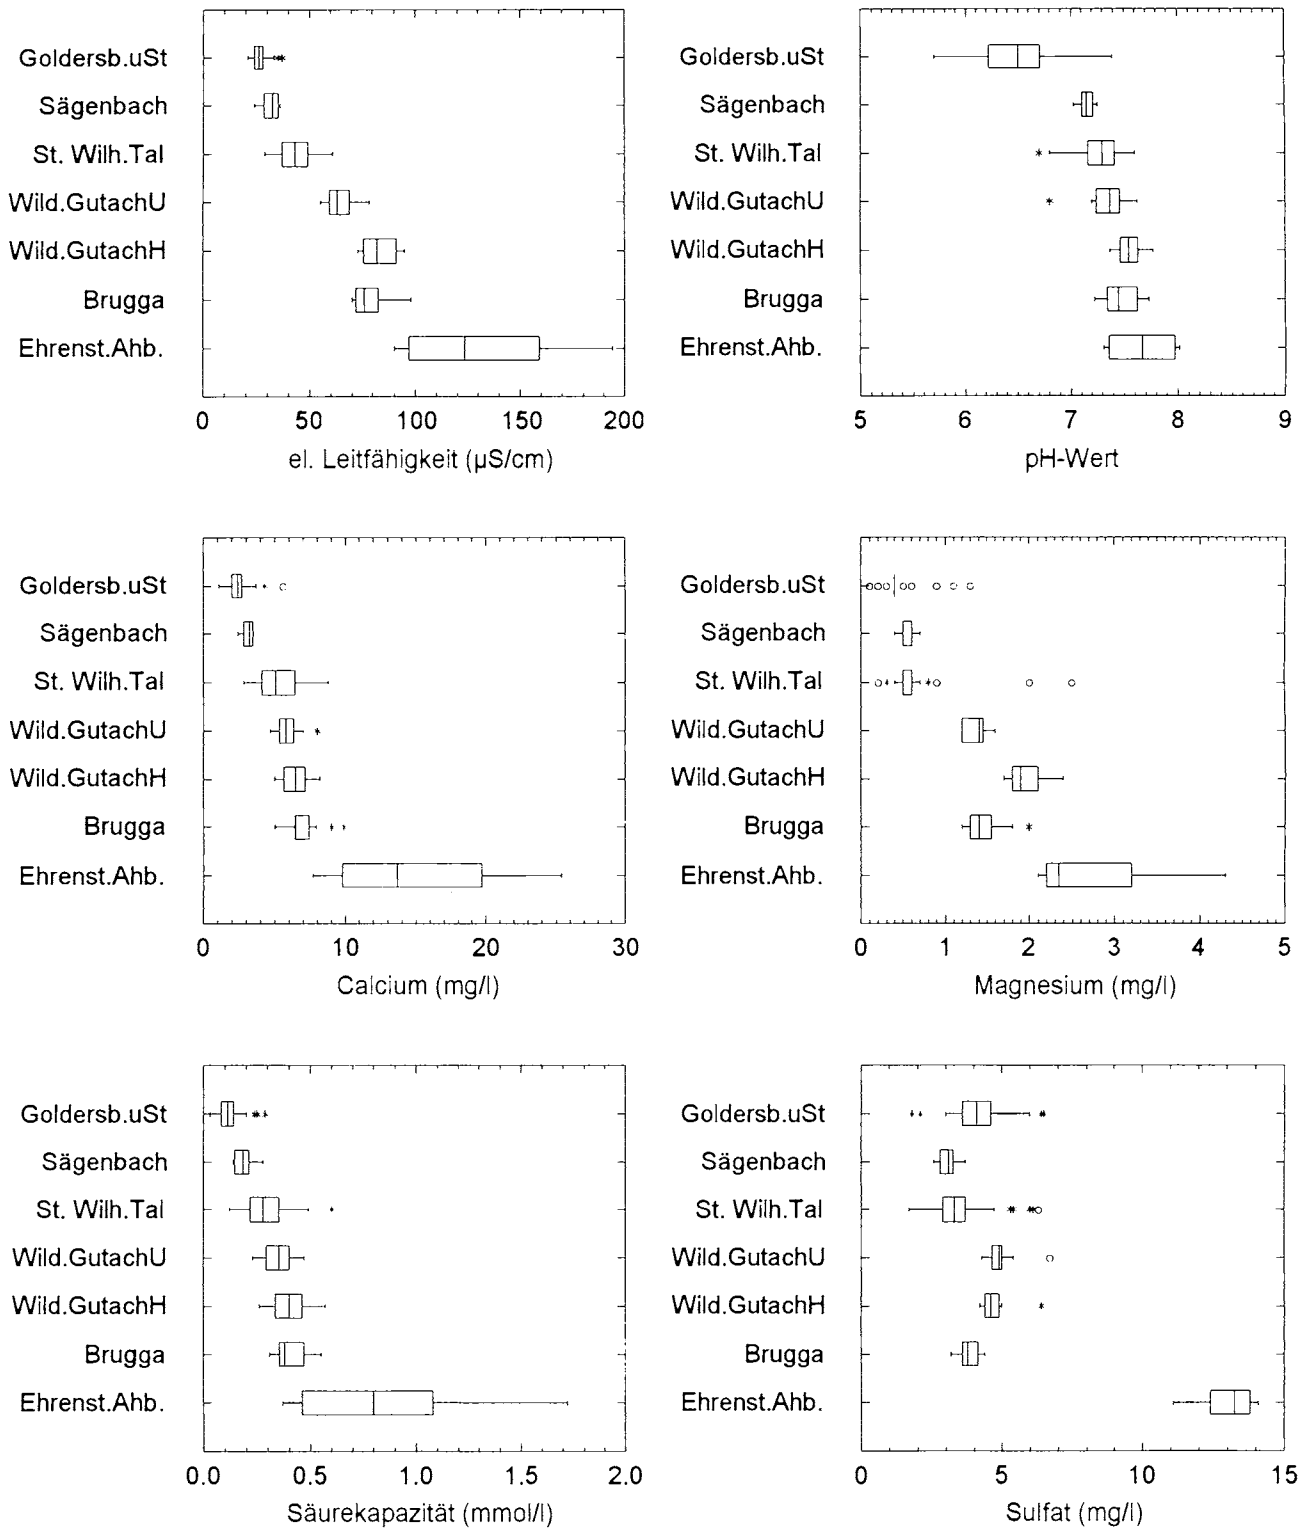 Goldersb.uSt
Sägenbach
St. Wilh.Tal
Wild.GutachU
Wild.GutachH
Brugga
Ehrenst.Ahb.
0 50 100 150 200
el. Leitfähigkeit (µS/cm)
Goldersb.uSt
Sägenbach
St. Wilh.Tal
Wild.GutachU
Wild.GutachH
Brugga
Ehrenst.Ahb.
5 6 7 8 9
pH-Wert
Goldersb.uSt
Sägenbach
St. Wilh.Tal
Wild.GutachU
Wild.GutachH
Brugga
Ehrenst.Ahb.
0 10 20 30
Calcium (mg/l)
Goldersb.uSt
Sägenbach
St. Wilh.Tal
Wild.GutachU
Wild.GutachH
Brugga
Ehrenst.Ahb.
0 1 2 3 4 5
Magnesium (mg/l)
Goldersb.uSt
Sägenbach
St. Wilh.Tal
Wild.GutachU
Wild.GutachH
Brugga
Ehrenst.Ahb.
0.0 0.5 1.0 1.5 2.0
Säurekapazität (mmol/l)
Goldersb.uSt
Sägenbach
St. Wilh.Tal
Wild.GutachU
Wild.GutachH
Brugga
Ehrenst.Ahb.
0 5 10 15
Sulfat (mg/l)